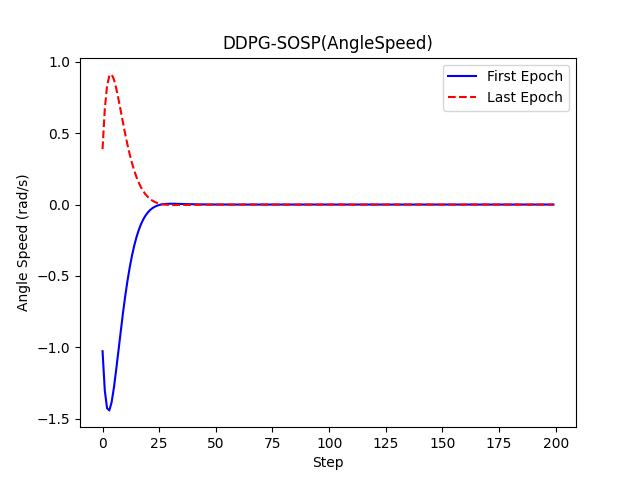 DDPG-SOSP(AngleSpeed)
First Epoch
Last Epoch
Angle Speed (rad/s)
1.0
0.5
0.0
−0.5
−1.0
−1.5
0 25 50 75 100 125 150 175 200
Step